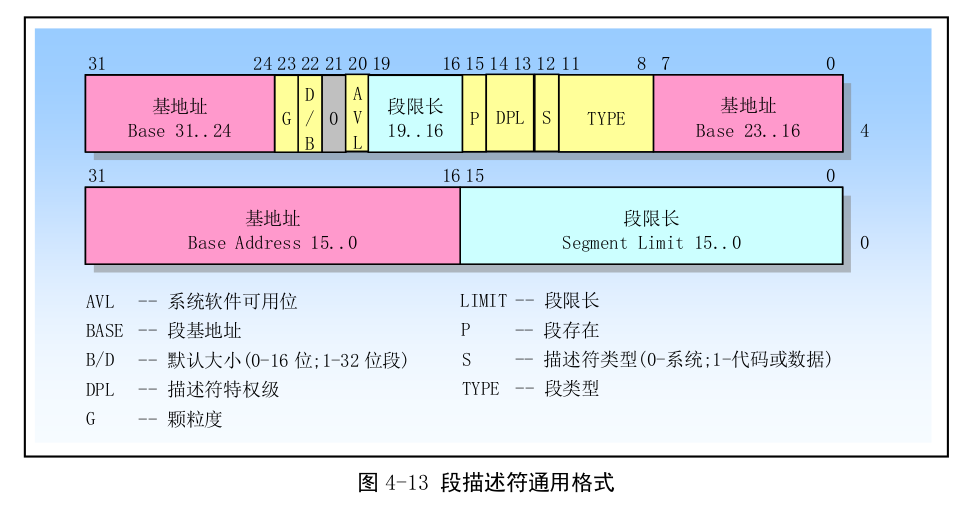 31 24 23 22 21 20 19 16 15 14 13 12 11 8 7 0
基地址 Base 31..24 G D/B 0 AVL 段限长 19..16 P DPL S TYPE 基地址 Base 23..16 4
31 16 15 0
基地址 Base Address 15..0 段限长 Segment Limit 15..0 0
AVL -- 系统软件可用位 LIMIT -- 段限长
BASE -- 段基地址 P -- 段存在
B/D -- 默认大小(0-16 位;1-32 位段) S -- 描述符类型(0-系统;1-代码或数据)
DPL -- 描述符特权级 TYPE -- 段类型
G -- 颗粒度
图 4-13 段描述符通用格式